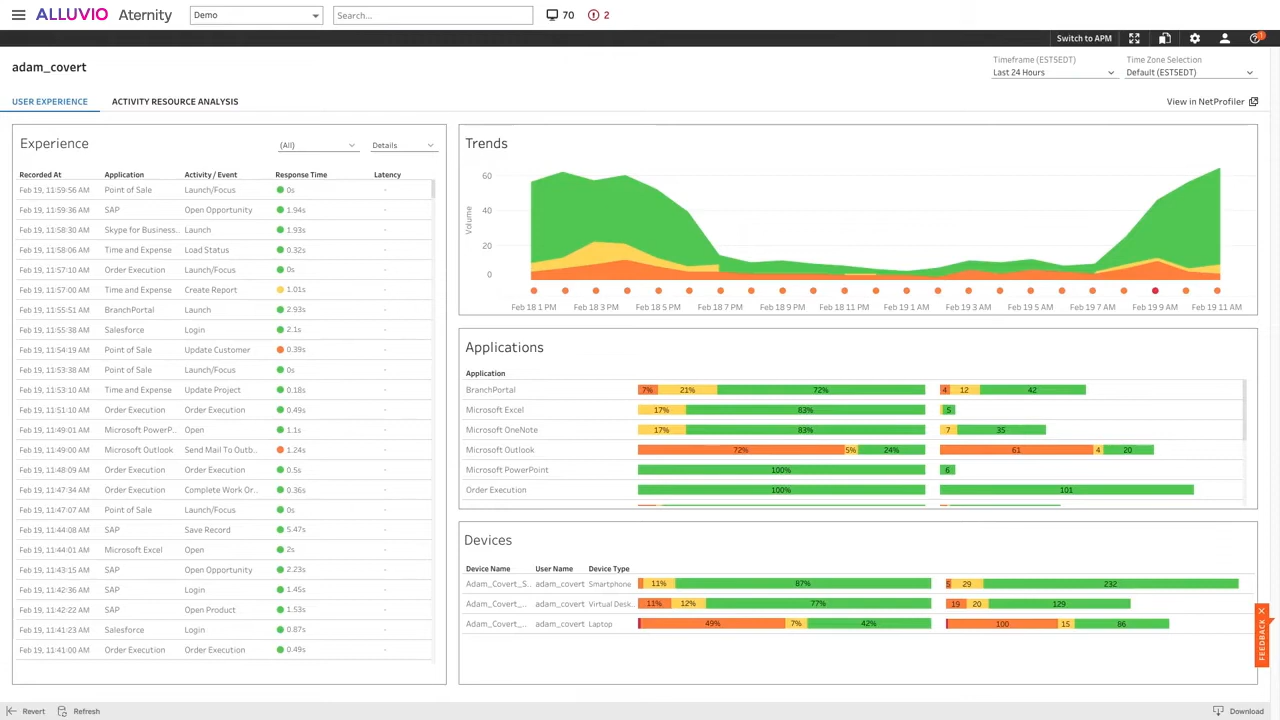 ALLUVIO Aternity Demo Search... 70 2
Switch to APM 1
adam_covert
Timeframe (EST5EDT) Time Zone Selection
Last 24 Hours Default (EST5EDT)
USER EXPERIENCE ACTIVITY RESOURCE ANALYSIS View in NetProfiler
Experience (All) Details
Recorded At Application Activity / Event Response Time Latency
Feb 19, 11:59:56 AM Point of Sale Launch/Focus 0s -
Feb 19, 11:59:36 AM SAP Open Opportunity 1.94s -
Feb 19, 11:58:30 AM Skype for Business... Launch 1.93s -
Feb 19, 11:58:06 AM Time and Expense Load Status 0.32s -
Feb 19, 11:57:10 AM Order Execution Launch/Focus 0s -
Feb 19, 11:57:00 AM Time and Expense Create Report 1.01s -
Feb 19, 11:55:51 AM BranchPortal Launch 2.93s -
Feb 19, 11:55:38 AM Salesforce Login 2.1s -
Feb 19, 11:54:19 AM Point of Sale Update Customer 0.39s -
Feb 19, 11:53:38 AM Point of Sale Launch/Focus 0s -
Feb 19, 11:53:10 AM Time and Expense Update Project 0.18s -
Feb 19, 11:51:10 AM Order Execution Order Execution 0.49s -
Feb 19, 11:49:01 AM Microsoft PowerP... Open 1.1s -
Feb 19, 11:49:00 AM Microsoft Outlook Send Mail To Outb... 1.24s -
Feb 19, 11:48:09 AM Order Execution Order Execution 0.5s -
Feb 19, 11:47:34 AM Order Execution Complete Work Or... 0.36s -
Feb 19, 11:47:07 AM Point of Sale Launch/Focus 0s -
Feb 19, 11:44:08 AM SAP Save Record 5.47s -
Feb 19, 11:44:01 AM Microsoft Excel Open 2s -
Feb 19, 11:43:15 AM SAP Open Opportunity 2.23s -
Feb 19, 11:42:36 AM SAP Login 1.45s -
Feb 19, 11:42:22 AM SAP Open Product 1.53s -
Feb 19, 11:41:23 AM Salesforce Login 0.87s -
Feb 19, 11:41:00 AM Order Execution Order Execution 0.49s -
Trends
Volume
60
40
20
0
Feb 18 1 PM Feb 18 3 PM Feb 18 5 PM Feb 18 7 PM Feb 18 9 PM Feb 18 11 PM Feb 19 1 AM Feb 19 3 AM Feb 19 5 AM Feb 19 7 AM Feb 19 9 AM Feb 19 11 AM
Applications
Application
BranchPortal 7% 21% 72% 4 12 42
Microsoft Excel 17% 83% 5
Microsoft OneNote 17% 83% 7 35
Microsoft Outlook 72% 5% 24% 61 4 20
Microsoft PowerPoint 100% 6
Order Execution 100% 101
Devices
Device Name User Name Device Type
Adam_Covert_S... adam_covert Smartphone 11% 87% 5 29 232
Adam_Covert_... adam_covert Virtual Desk... 11% 12% 77% 19 20 129
Adam_Covert_... adam_covert Laptop 49% 7% 42% 100 15 86
FEEDBACK X
Revert Refresh Download